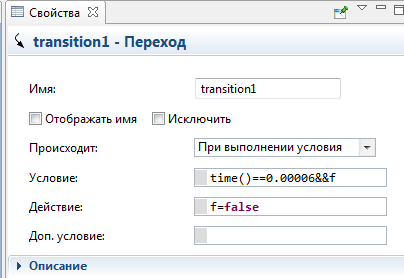 Свойства
transition1 - Переход
Имя: transition1
Отображать имя Исключить
Происходит: При выполнении условия
Условие: time()==0.00006&&f
Действие: f=false
Доп. условие:
Описание